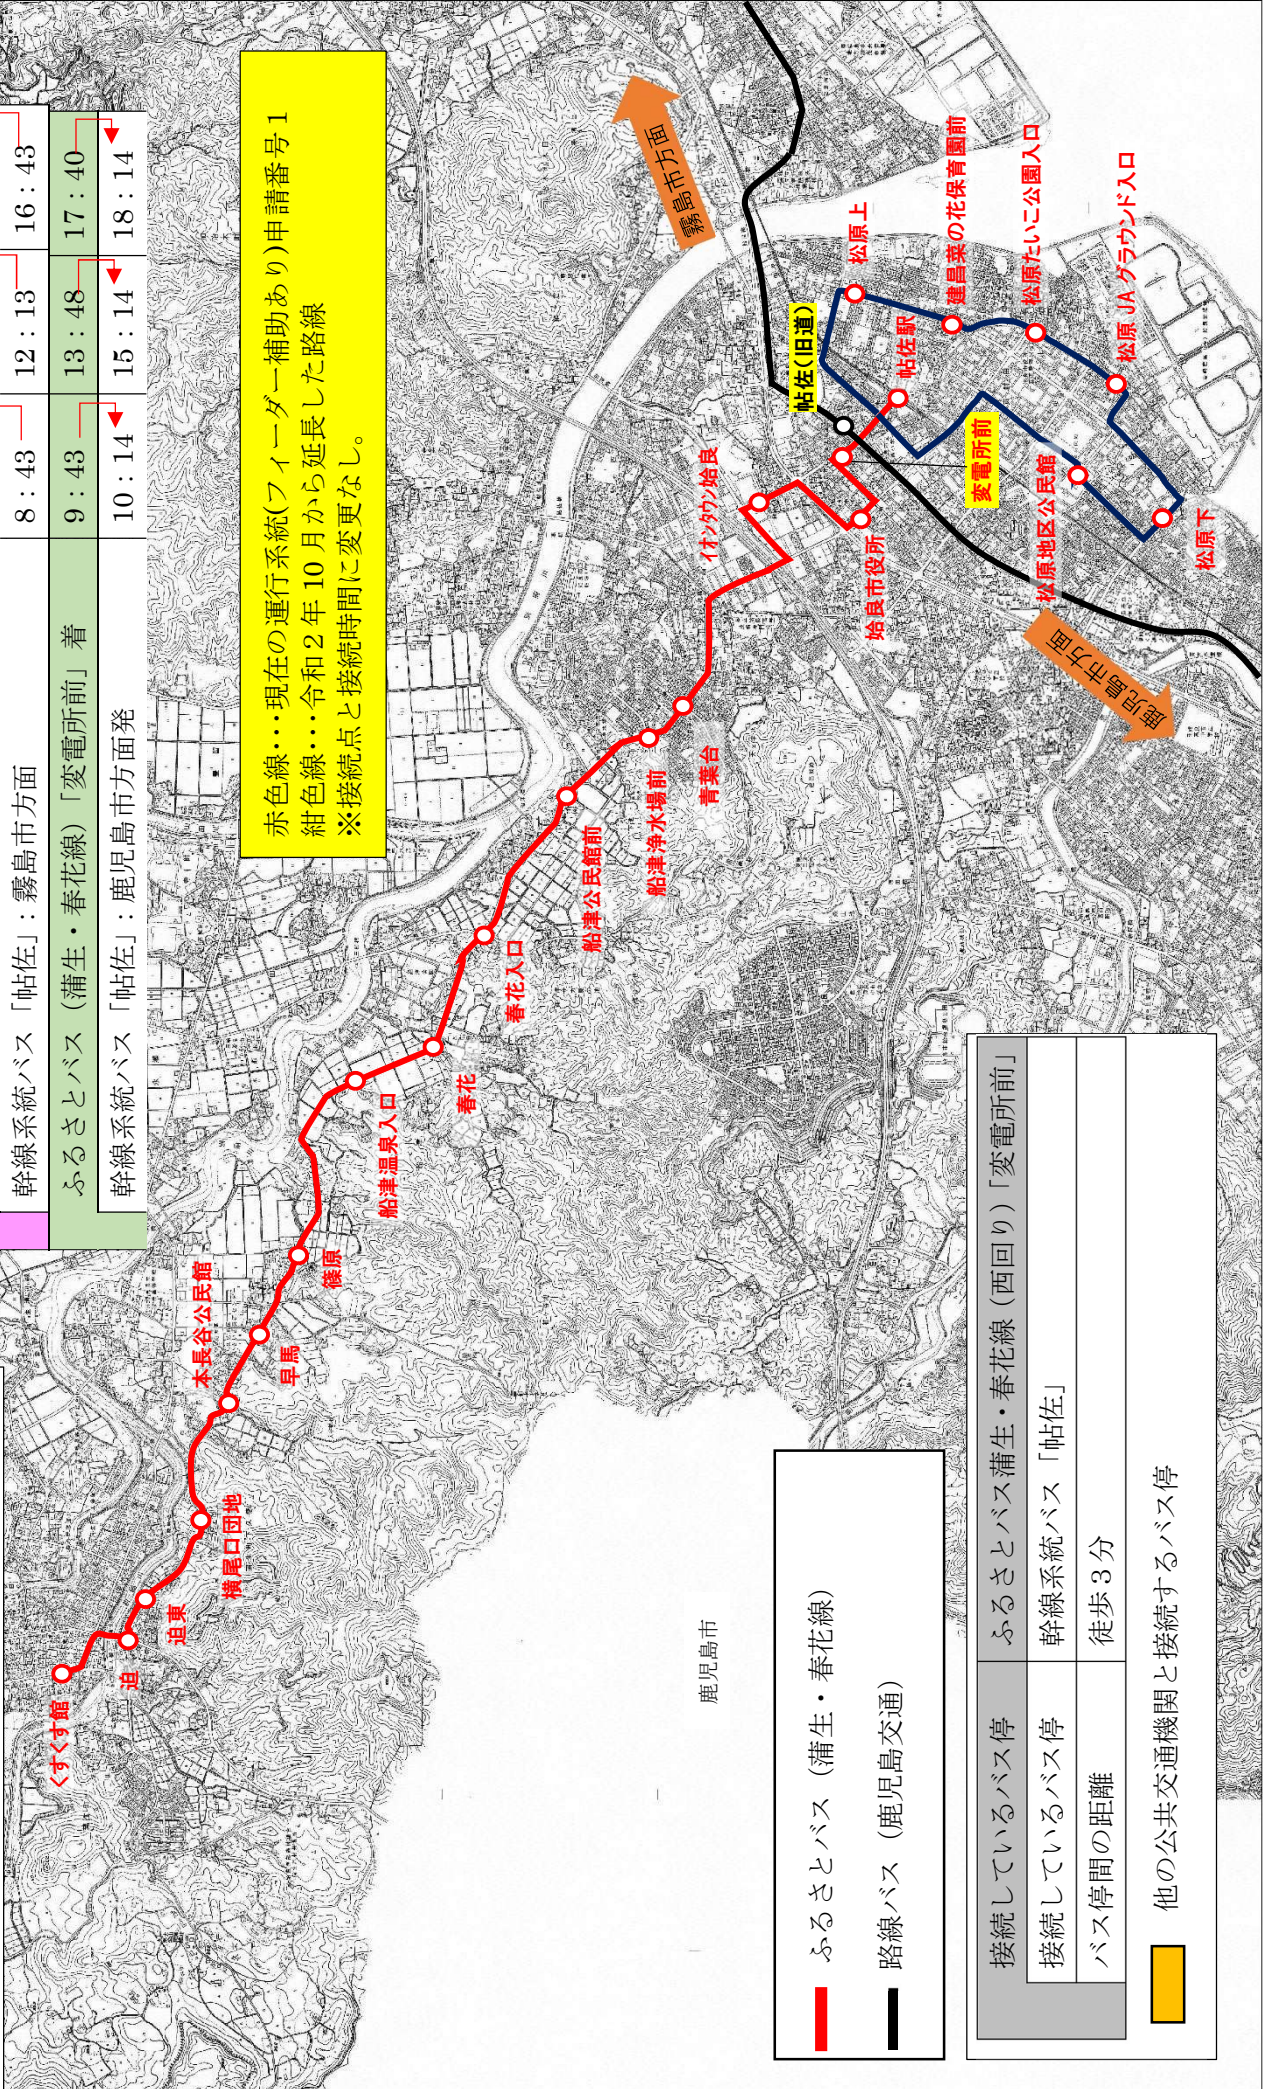 幹線系統バス「帖佐」:霧島市方面 8:43 12:13 16:43
ふるさとバス(蒲生・春花線)「変電所前」着 9:43 13:48 17:40
幹線系統バス「帖佐」:鹿児島市方面発 10:14 15:14 18:14
赤色線・・・現在の運行系統(フィーダー補助あり)申請番号1
紺色線・・・令和2年10月から延長した路線
※接続点と接続時間に変更なし。
くすくす館
迫
迫東
横尾口団地
本長谷公民館
早馬
篠原
船津温泉入口
春花
春花入口
船津公民館前
船津浄水場前
青葉台
イオンタウン姶良
姶良市役所
変電所前
帖佐(旧道)
帖佐駅
松原上
建昌菜の花保育園前
松原たいこ公園入口
松原JAグラウンド入口
松原地区公民館
松原下
霧島市方面
鹿児島市方面
鹿児島市
ふるさとバス(蒲生・春花線)
路線バス(鹿児島交通)
接続しているバス停 ふるさとバス蒲生・春花線(西回り)「変電所前」
接続しているバス停 幹線系統バス「帖佐」
バス停間の距離 徒歩3分
他の公共交通機関と接続するバス停